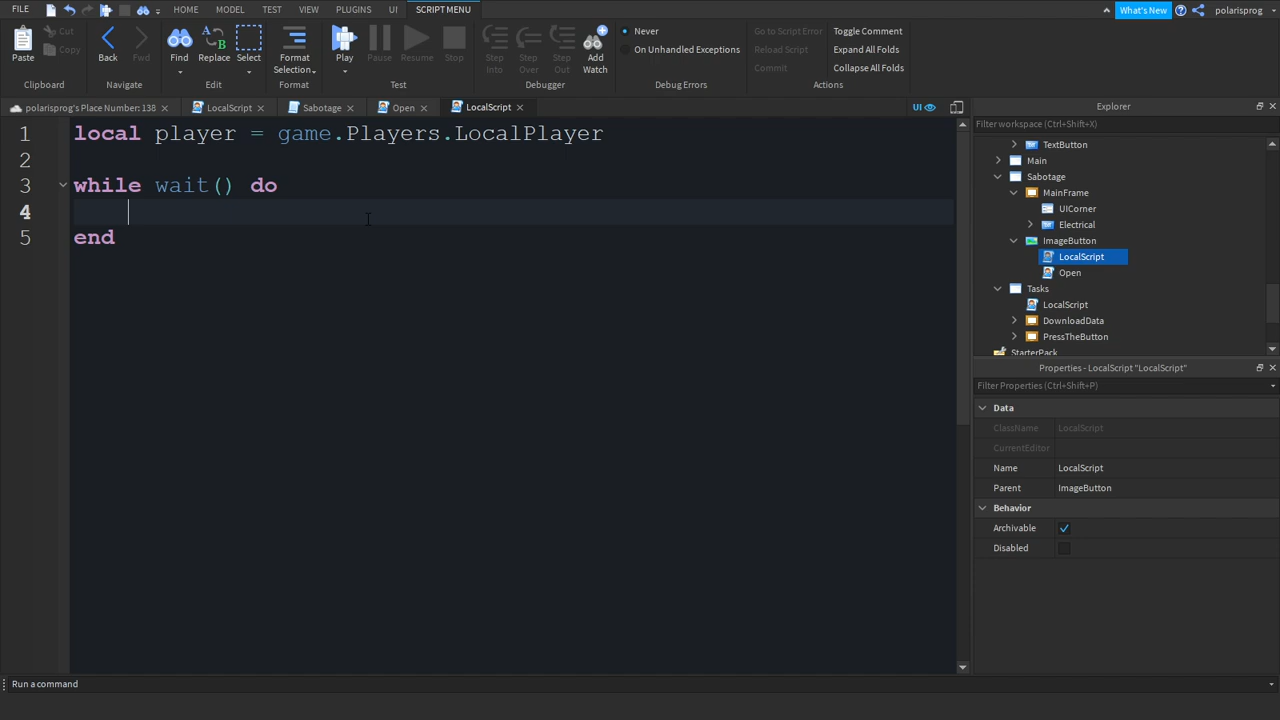 FILE
HOME
MODEL
TEST
VIEW
PLUGINS
UI
SCRIPT MENU
What's New
polarisprog
Paste
Cut
Copy
Clipboard
Back
Fwd
Navigate
Find
Replace
Select
Edit
Format
Selection
Format
Play
Pause
Resume
Stop
Test
Step
Into
Step
Over
Step
Out
Add
Watch
Debugger
Never
On Unhandled Exceptions
Debug Errors
Go to Script Error
Reload Script
Commit
Toggle Comment
Expand All Folds
Collapse All Folds
Actions
polarisprog's Place Number: 138
LocalScript
Sabotage
Open
LocalScript
UI
1 local player = game.Players.LocalPlayer
2
3 while wait() do
4
5 end
Explorer
Filter workspace (Ctrl+Shift+X)
TextButton
Main
Sabotage
MainFrame
UICorner
Electrical
ImageButton
LocalScript
Open
Tasks
LocalScript
DownloadData
PressTheButton
StarterPack
Properties - LocalScript "LocalScript"
Filter Properties (Ctrl+Shift+P)
Data
ClassName LocalScript
CurrentEditor
Name LocalScript
Parent ImageButton
Behavior
Archivable
Disabled
Run a command